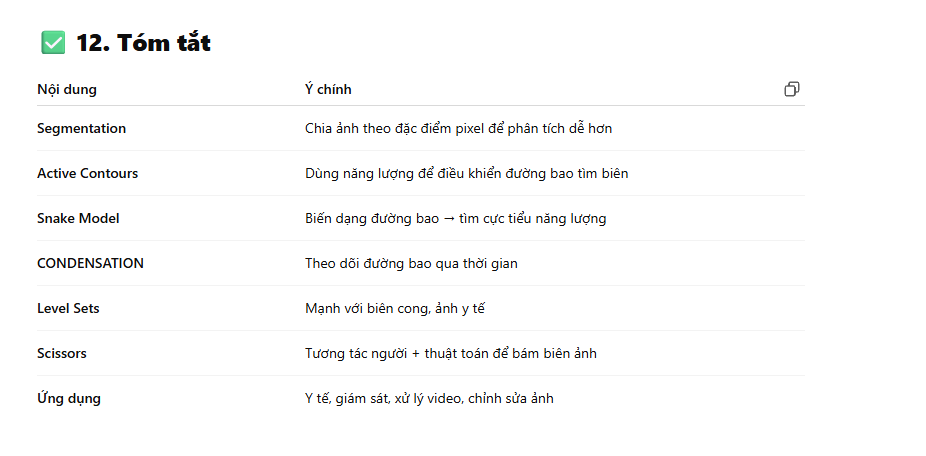 ✅ 12. Tóm tắt
Nội dung Ý chính
Segmentation Chia ảnh theo đặc điểm pixel để phân tích dễ hơn
Active Contours Dùng năng lượng để điều khiển đường bao tìm biên
Snake Model Biến dạng đường bao → tìm cực tiểu năng lượng
CONDENSATION Theo dõi đường bao qua thời gian
Level Sets Mạnh với biên cong, ảnh y tế
Scissors Tương tác người + thuật toán để bám biên ảnh
Ứng dụng Y tế, giám sát, xử lý video, chỉnh sửa ảnh